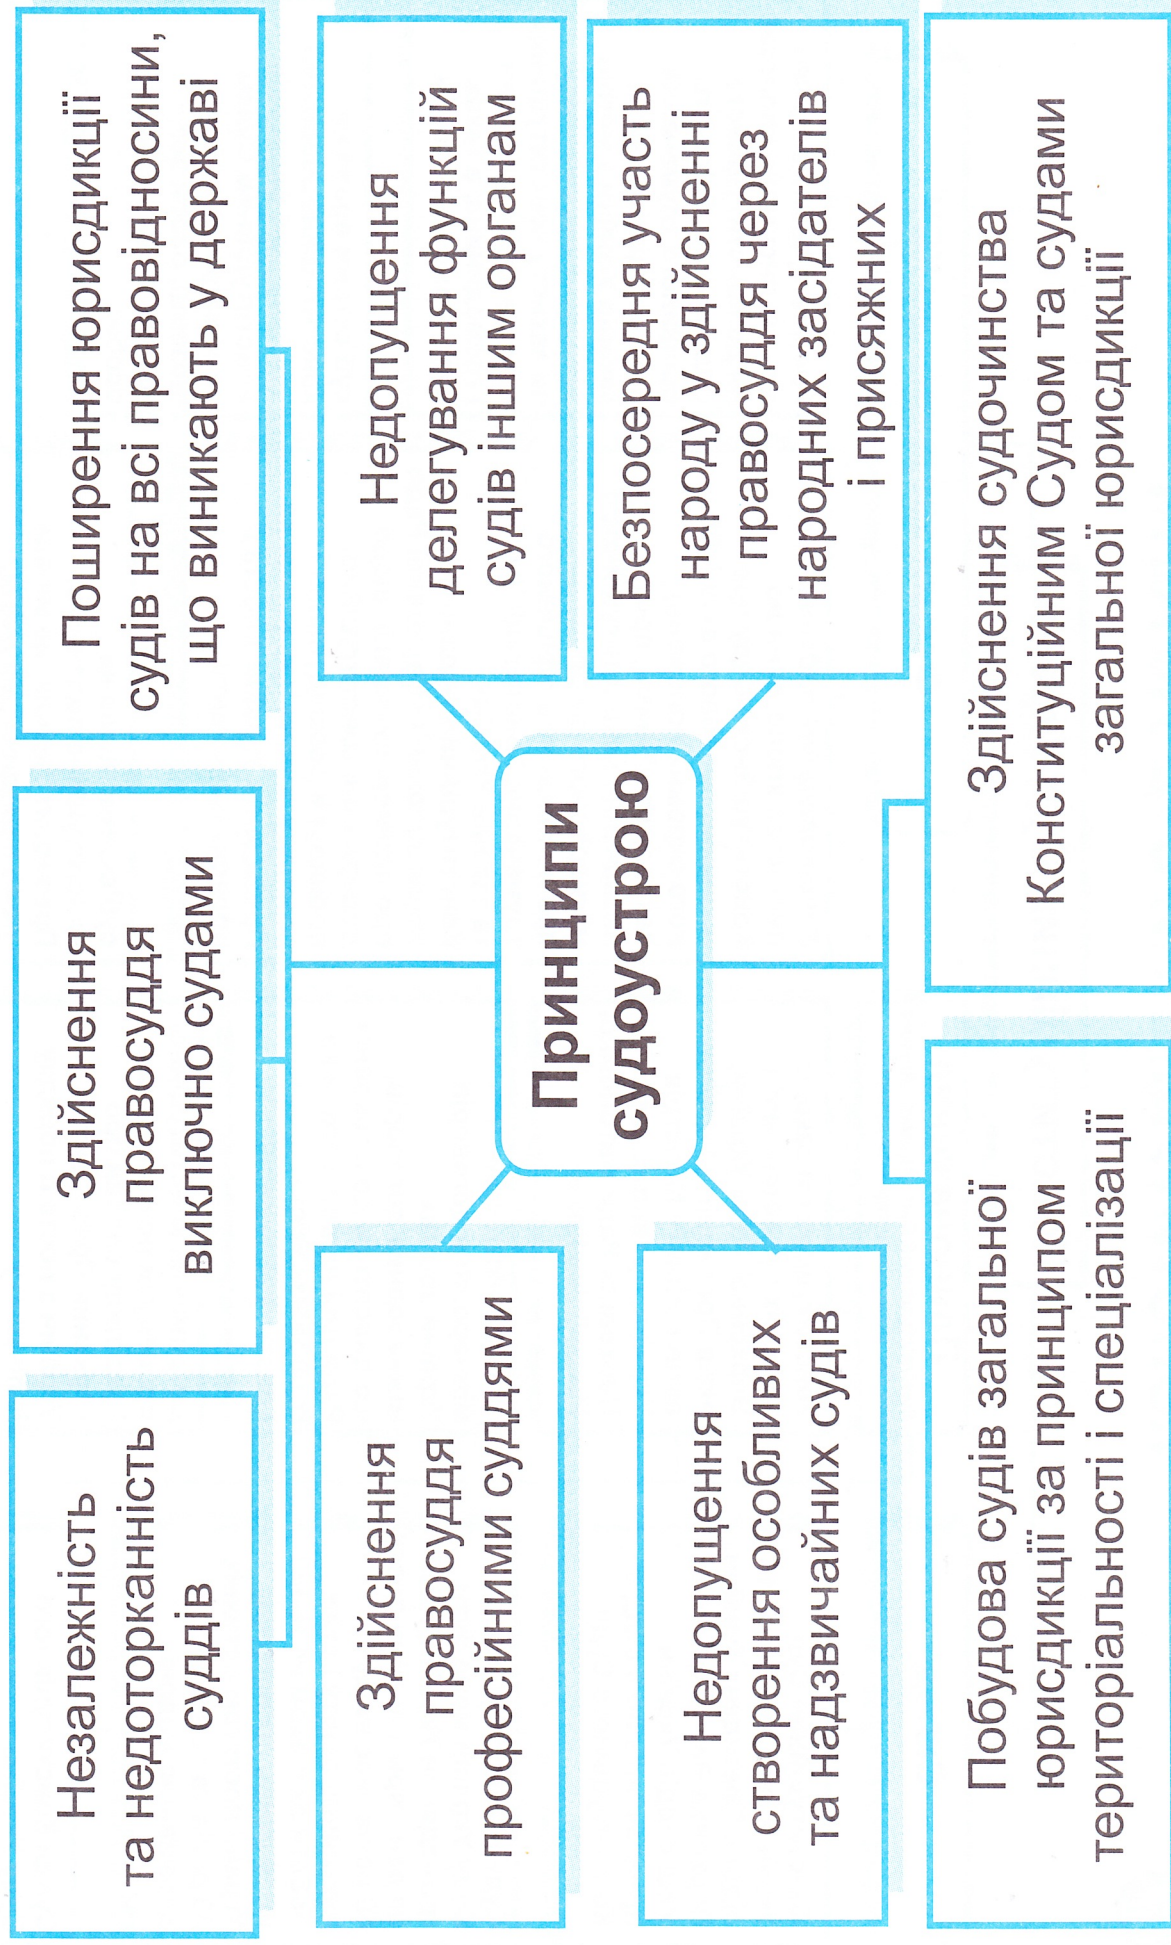 Незалежність
та недоторканність
суддів
Здійснення
правосуддя
виключно судами
Поширення юрисдикції
судів на всі правовідносини,
що виникають у державі
Здійснення
правосуддя
професійними суддями
Недопущення
делегування функцій
судів іншим органам
Принципи
судоустрою
Недопущення
створення особливих
та надзвичайних судів
Безпосередня участь
народу у здійсненні
правосуддя через
народних засідателів
і присяжних
Побудова судів загальної
юрисдикції за принципом
територіальності і спеціалізації
Здійснення судочинства
Конституційним Судом та судами
загальної юрисдикції